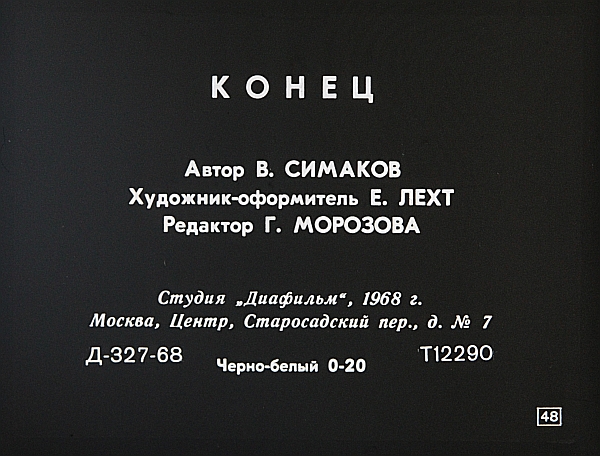 КОНЕЦ
Автор В. СИМАКОВ
Художник-оформитель Е. ЛЕХТ
Редактор Г. МОРОЗОВА
Студия „Диафильм“, 1968 г.
Москва, Центр, Старосадский пер., д. № 7
Д-327-68 Черно-белый 0-20 Т12290
48